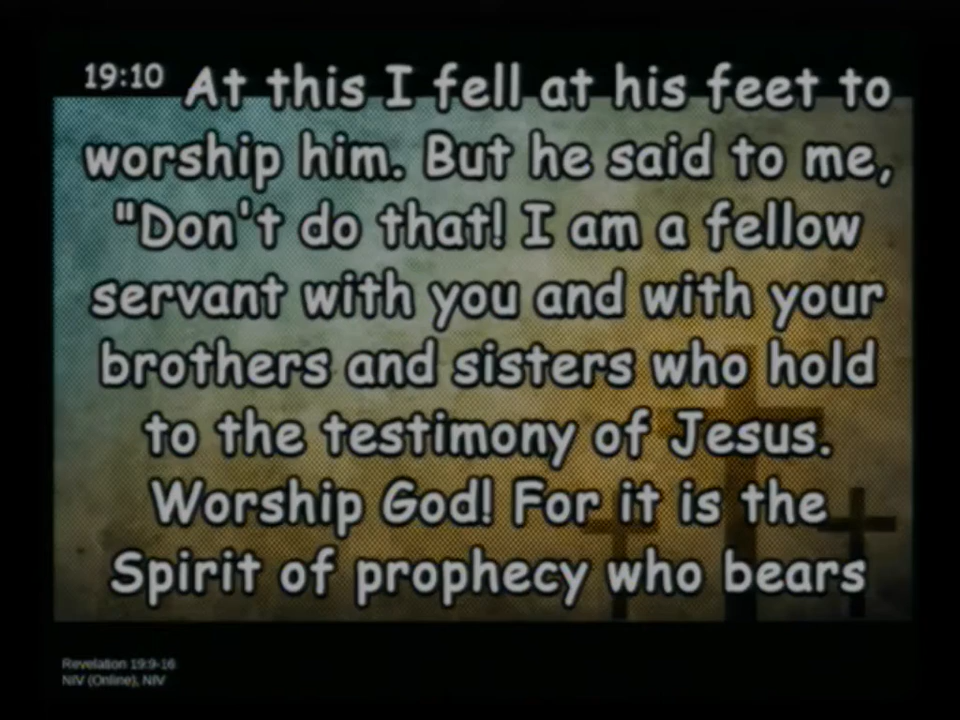 19:10 At this I fell at his feet to
worship him. But he said to me,
"Don't do that! I am a fellow
servant with you and with your
brothers and sisters who hold
to the testimony of Jesus.
Worship God! For it is the
Spirit of prophecy who bears
Revelation 19:9-16
NIV (Online), NIV